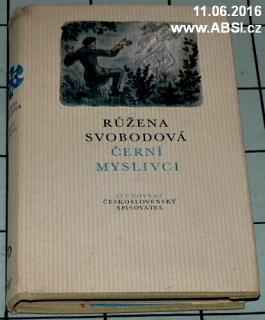 11.06.2016
www.ABSI.cz
RŮŽENA
SVOBODOVÁ
ČERNÍ
MYSLIVCI
SLUNOVRAT
ČESKOSLOVENSKÝ
SPISOVATEL